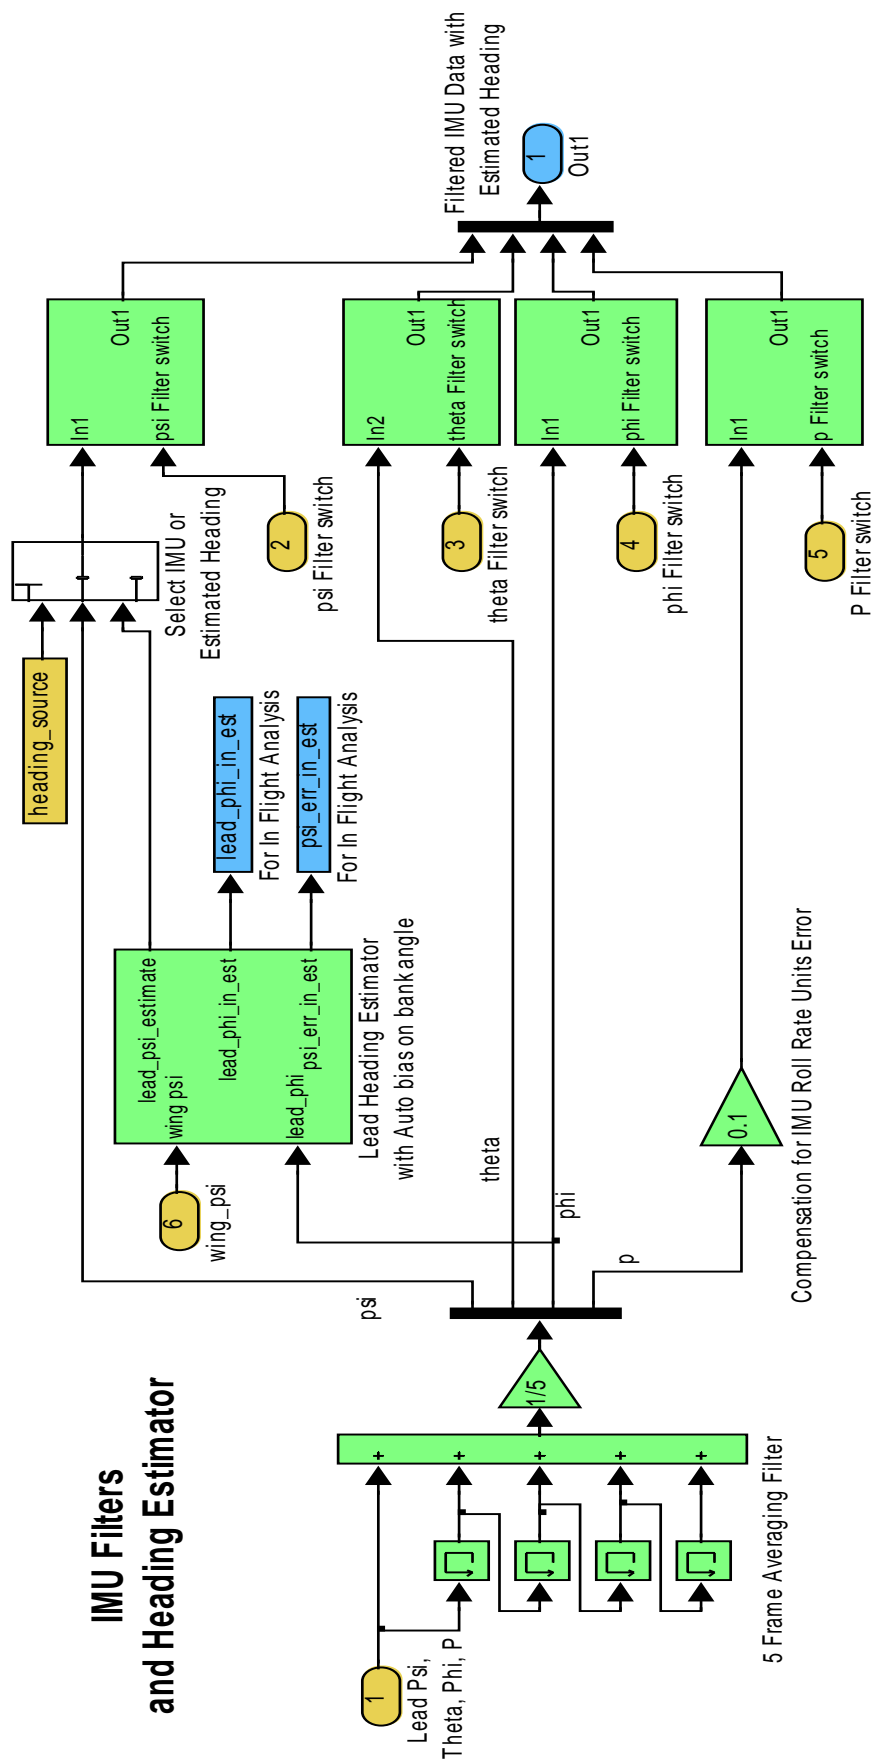 IMU Filters
and Heading Estimator
1
Lead Psi,
Theta, Phi, P
+
+
+
+
+
5 Frame Averaging Filter
1/5
psi
theta
phi
p
6
wing_psi
lead_psi_estimate
wing psi
lead_phi_in_est
lead_phi
psi_err_in_est
Lead Heading Estimator
with Auto bias on bank angle
0.1
Compensation for IMU Roll Rate Units Error
heading_source
lead_phi_in_est
For In Flight Analysis
psi_err_in_est
For In Flight Analysis
Select IMU or
Estimated Heading
2
psi Filter switch
3
theta Filter switch
4
phi Filter switch
5
P Filter switch
In1
Out1
psi Filter switch
In2
Out1
theta Filter switch
In1
Out1
phi Filter switch
In1
Out1
p Filter switch
Filtered IMU Data with
Estimated Heading
1
Out1